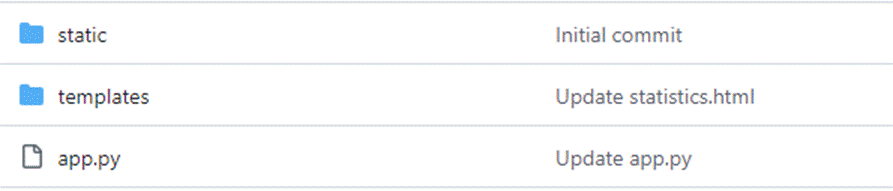 static Initial commit
templates Update statistics.html
app.py Update app.py